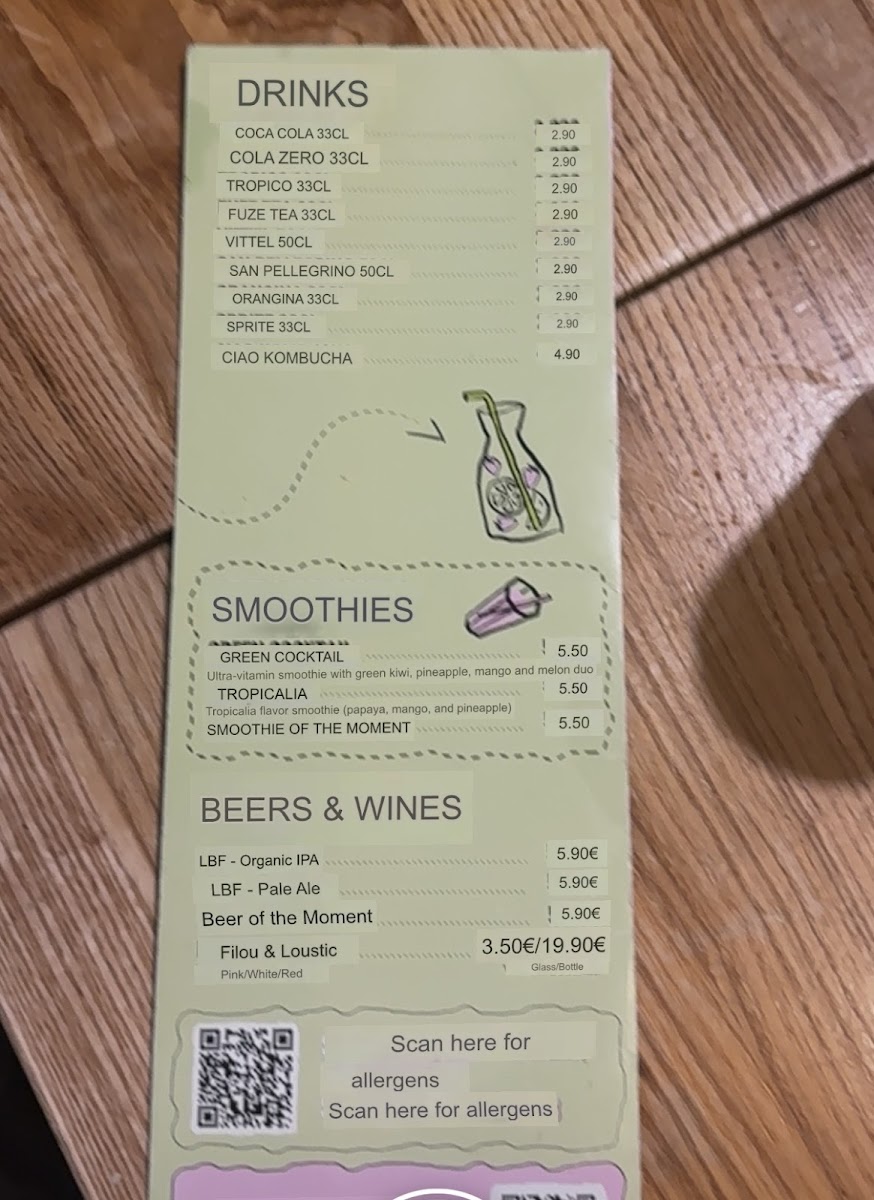 DRINKS
COCA COLA 33CL 2.90
COLA ZERO 33CL 2.90
TROPICO 33CL 2.90
FUZE TEA 33CL 2.90
VITTEL 50CL 2.90
SAN PELLEGRINO 50CL 2.90
ORANGINA 33CL 2.90
SPRITE 33CL 2.90
CIAO KOMBUCHA 4.90
SMOOTHIES
GREEN COCKTAIL 5.50
Ultra-vitamin smoothie with green kiwi, pineapple, mango and melon duo
TROPICALIA 5.50
Tropicalia flavor smoothie (papaya, mango, and pineapple)
SMOOTHIE OF THE MOMENT 5.50
BEERS & WINES
LBF - Organic IPA 5.90€
LBF - Pale Ale 5.90€
Beer of the Moment 5.90€
Filou & Loustic 3.50€/19.90€
Pink/White/Red Glass/Bottle
Scan here for
allergens
Scan here for allergens